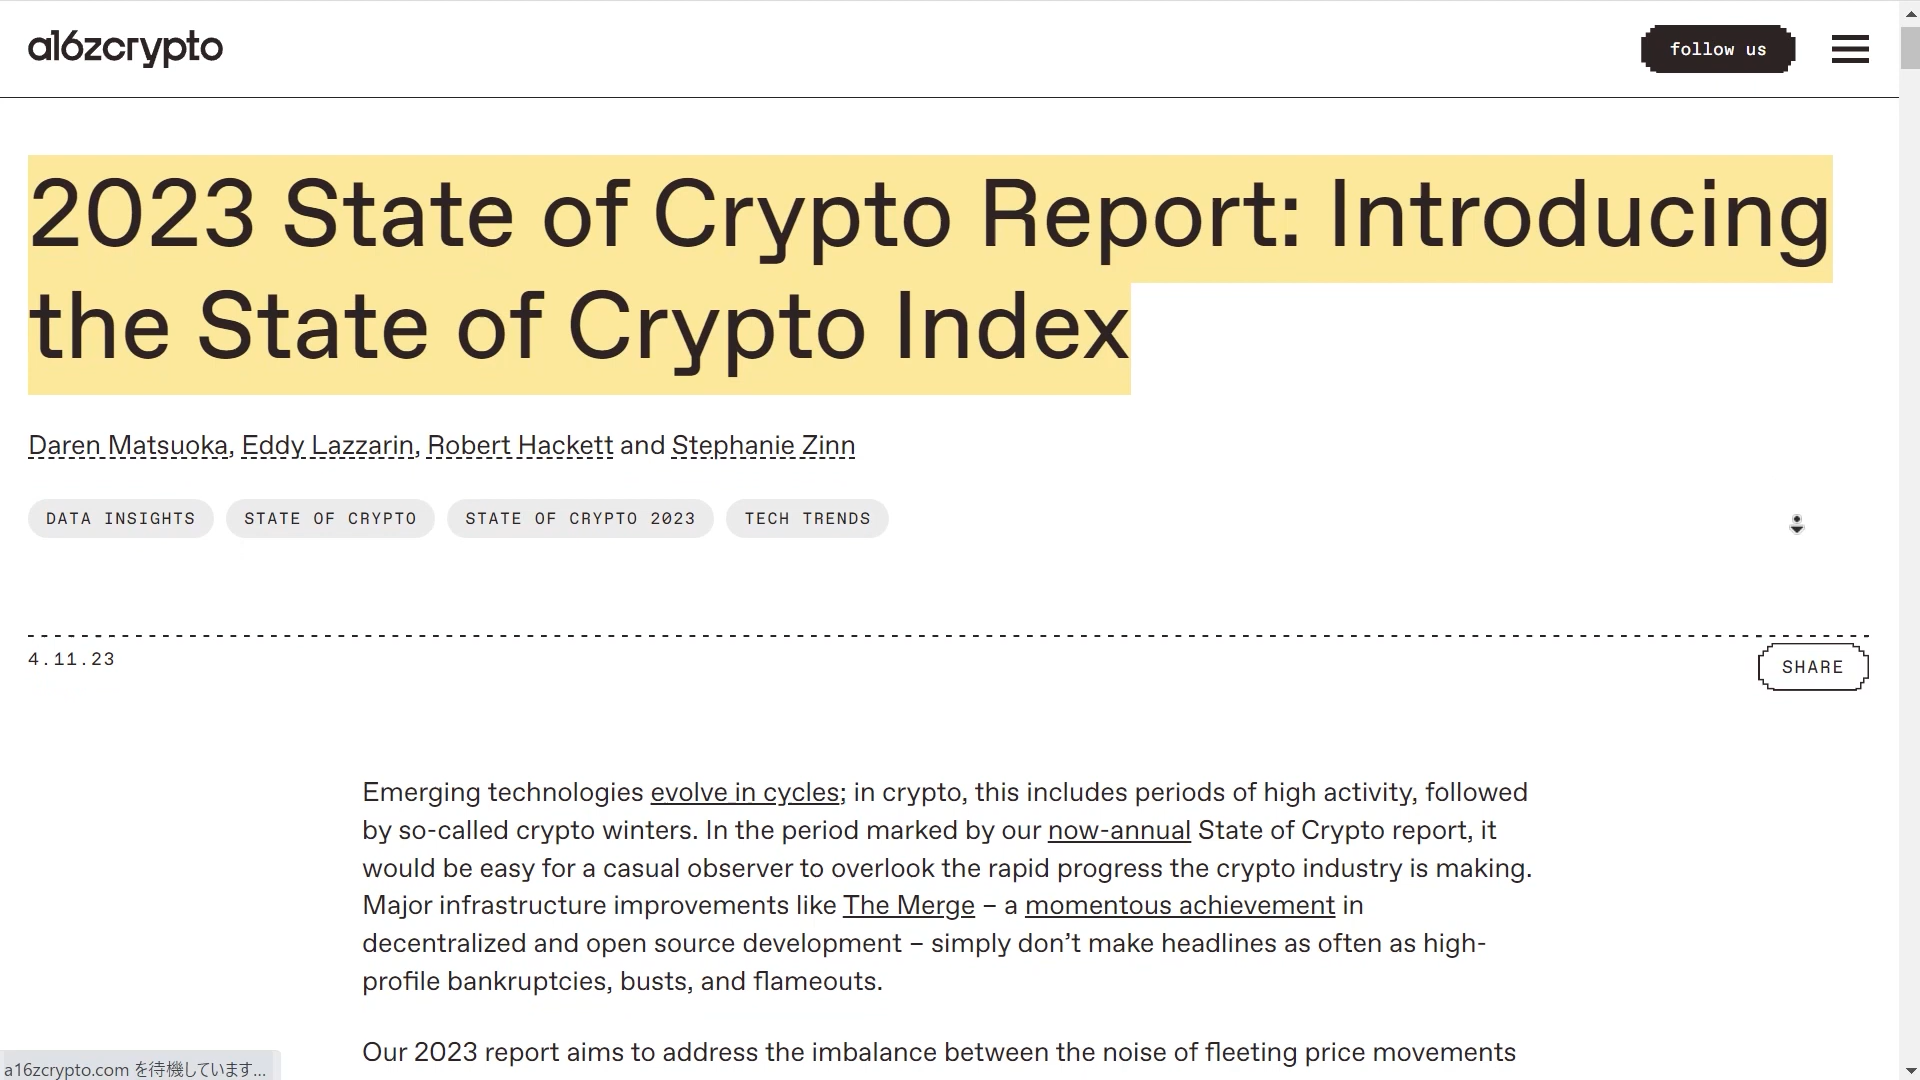 a16zcrypto
follow us
2023 State of Crypto Report: Introducing
the State of Crypto Index
Daren Matsuoka, Eddy Lazzarin, Robert Hackett and Stephanie Zinn
DATA INSIGHTS STATE OF CRYPTO STATE OF CRYPTO 2023 TECH TRENDS
4.11.23
SHARE
Emerging technologies evolve in cycles; in crypto, this includes periods of high activity, followed
by so-called crypto winters. In the period marked by our now-annual State of Crypto report, it
would be easy for a casual observer to overlook the rapid progress the crypto industry is making.
Major infrastructure improvements like The Merge – a momentous achievement in
decentralized and open source development – simply don’t make headlines as often as high-
profile bankruptcies, busts, and flameouts.
Our 2023 report aims to address the imbalance between the noise of fleeting price movements
a16zcrypto.com を待機しています...